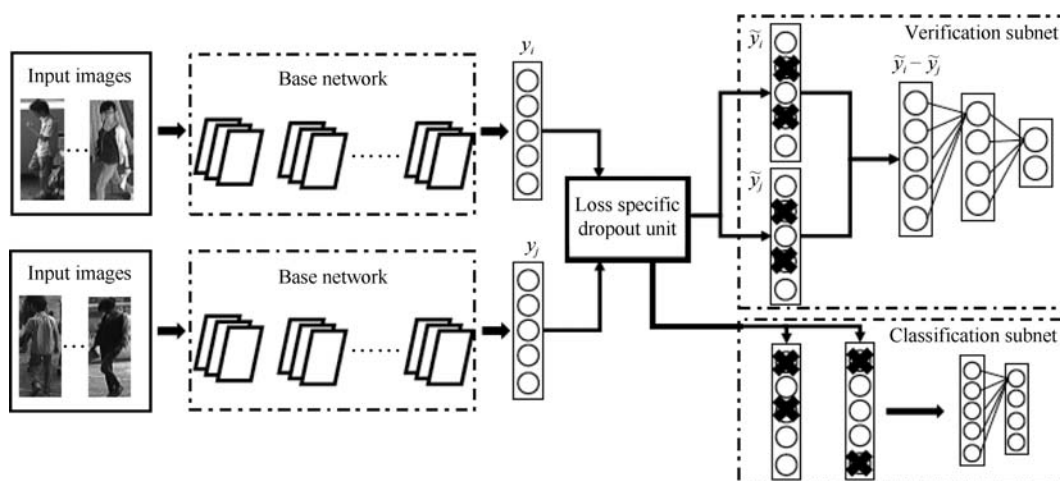 Input images
Base network
y_i
Loss specific
dropout unit
Input images
Base network
y_j
Verification subnet
ỹ_i
ỹ_i − ỹ_j
ỹ_j
Classification subnet